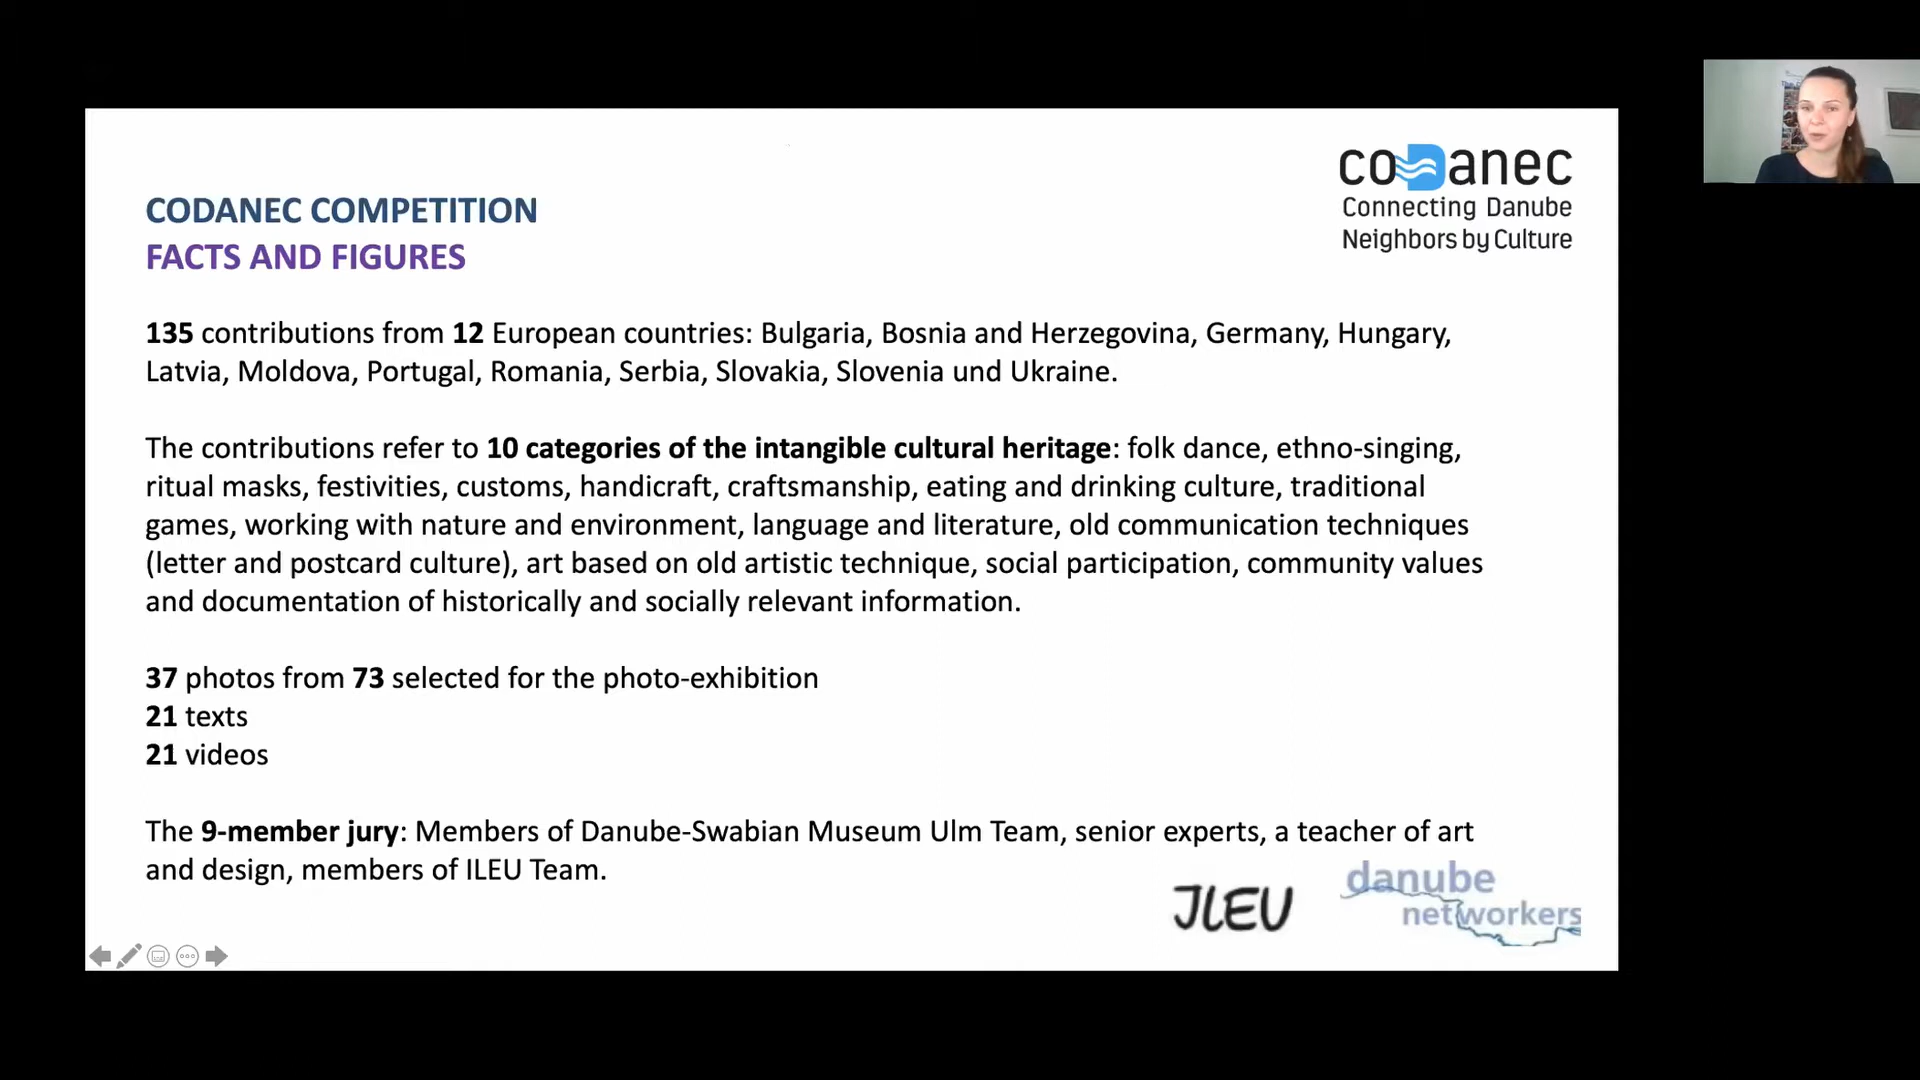 coDanec
Connecting Danube
Neighbors by Culture
CODANEC COMPETITION
FACTS AND FIGURES
135 contributions from 12 European countries: Bulgaria, Bosnia and Herzegovina, Germany, Hungary,
Latvia, Moldova, Portugal, Romania, Serbia, Slovakia, Slovenia und Ukraine.
The contributions refer to 10 categories of the intangible cultural heritage: folk dance, ethno-singing,
ritual masks, festivities, customs, handicraft, craftsmanship, eating and drinking culture, traditional
games, working with nature and environment, language and literature, old communication techniques
(letter and postcard culture), art based on old artistic technique, social participation, community values
and documentation of historically and socially relevant information.
37 photos from 73 selected for the photo-exhibition
21 texts
21 videos
The 9-member jury: Members of Danube-Swabian Museum Ulm Team, senior experts, a teacher of art
and design, members of ILEU Team.
ILEU
danube
networkers